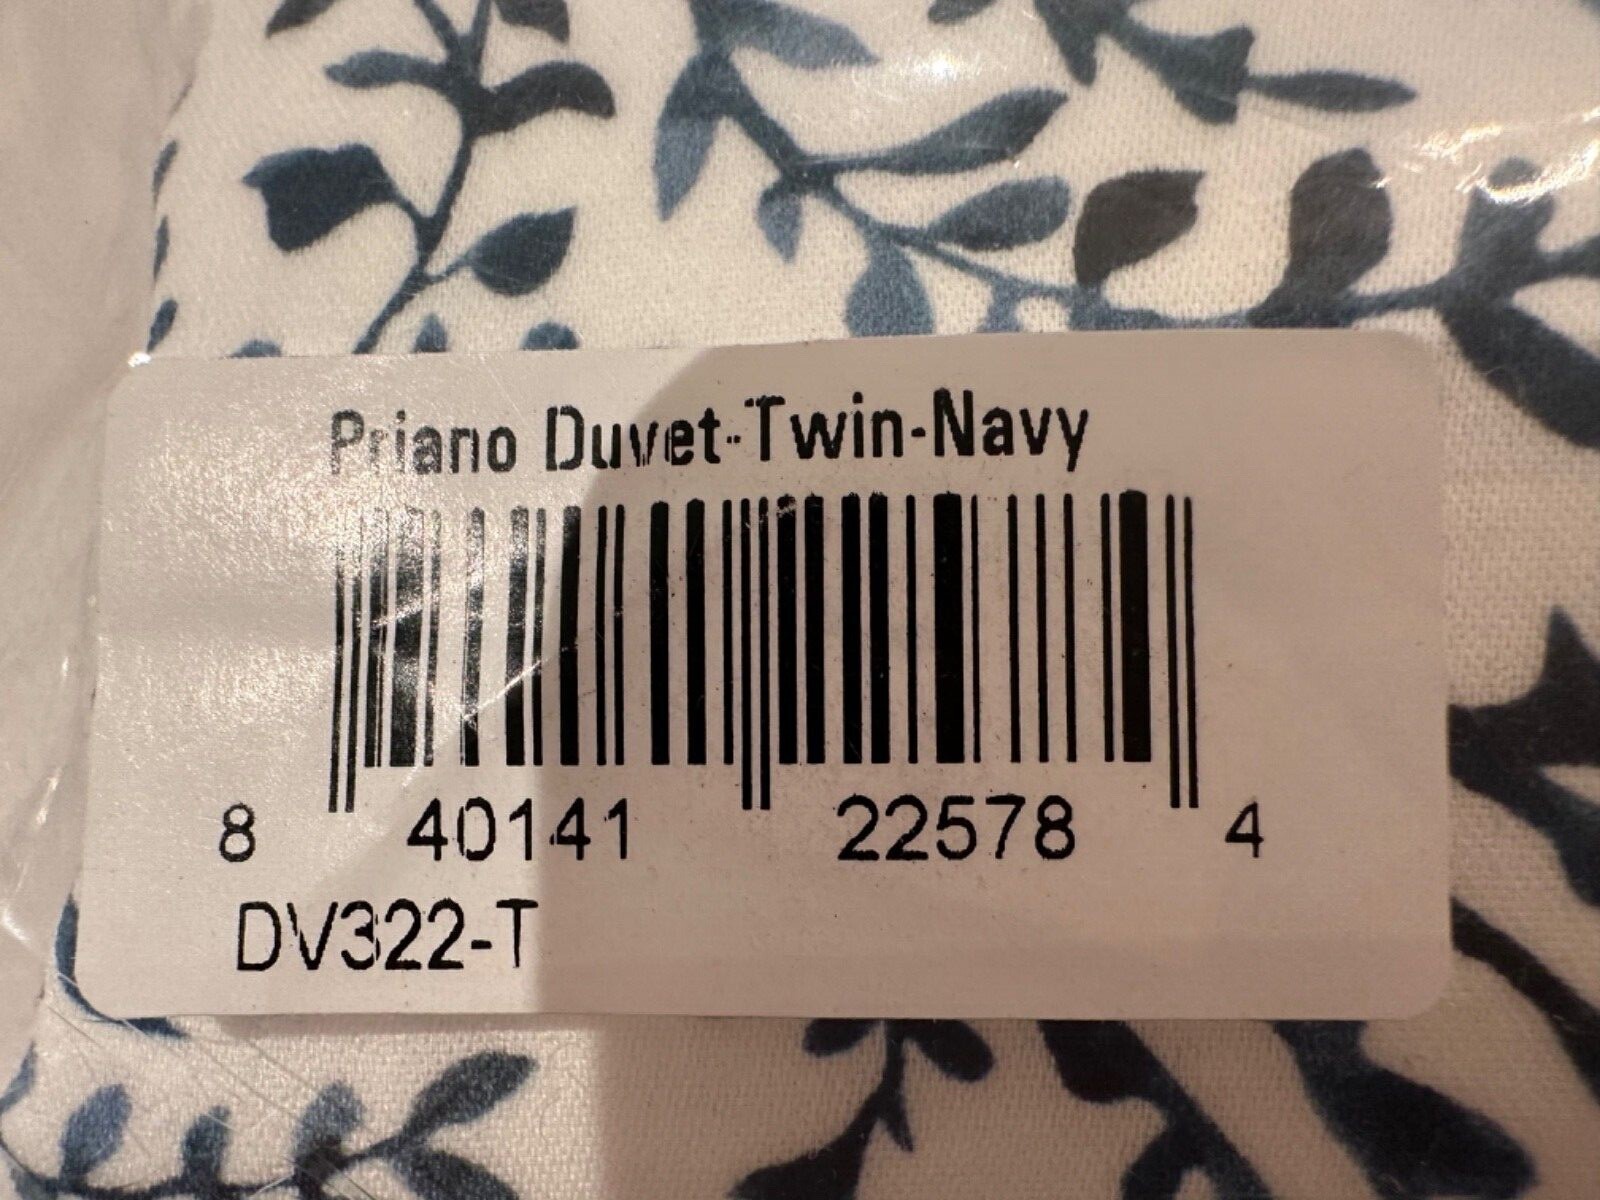 Priano Duvet-Twin-Navy
8 40141 22578 4
DV322-T